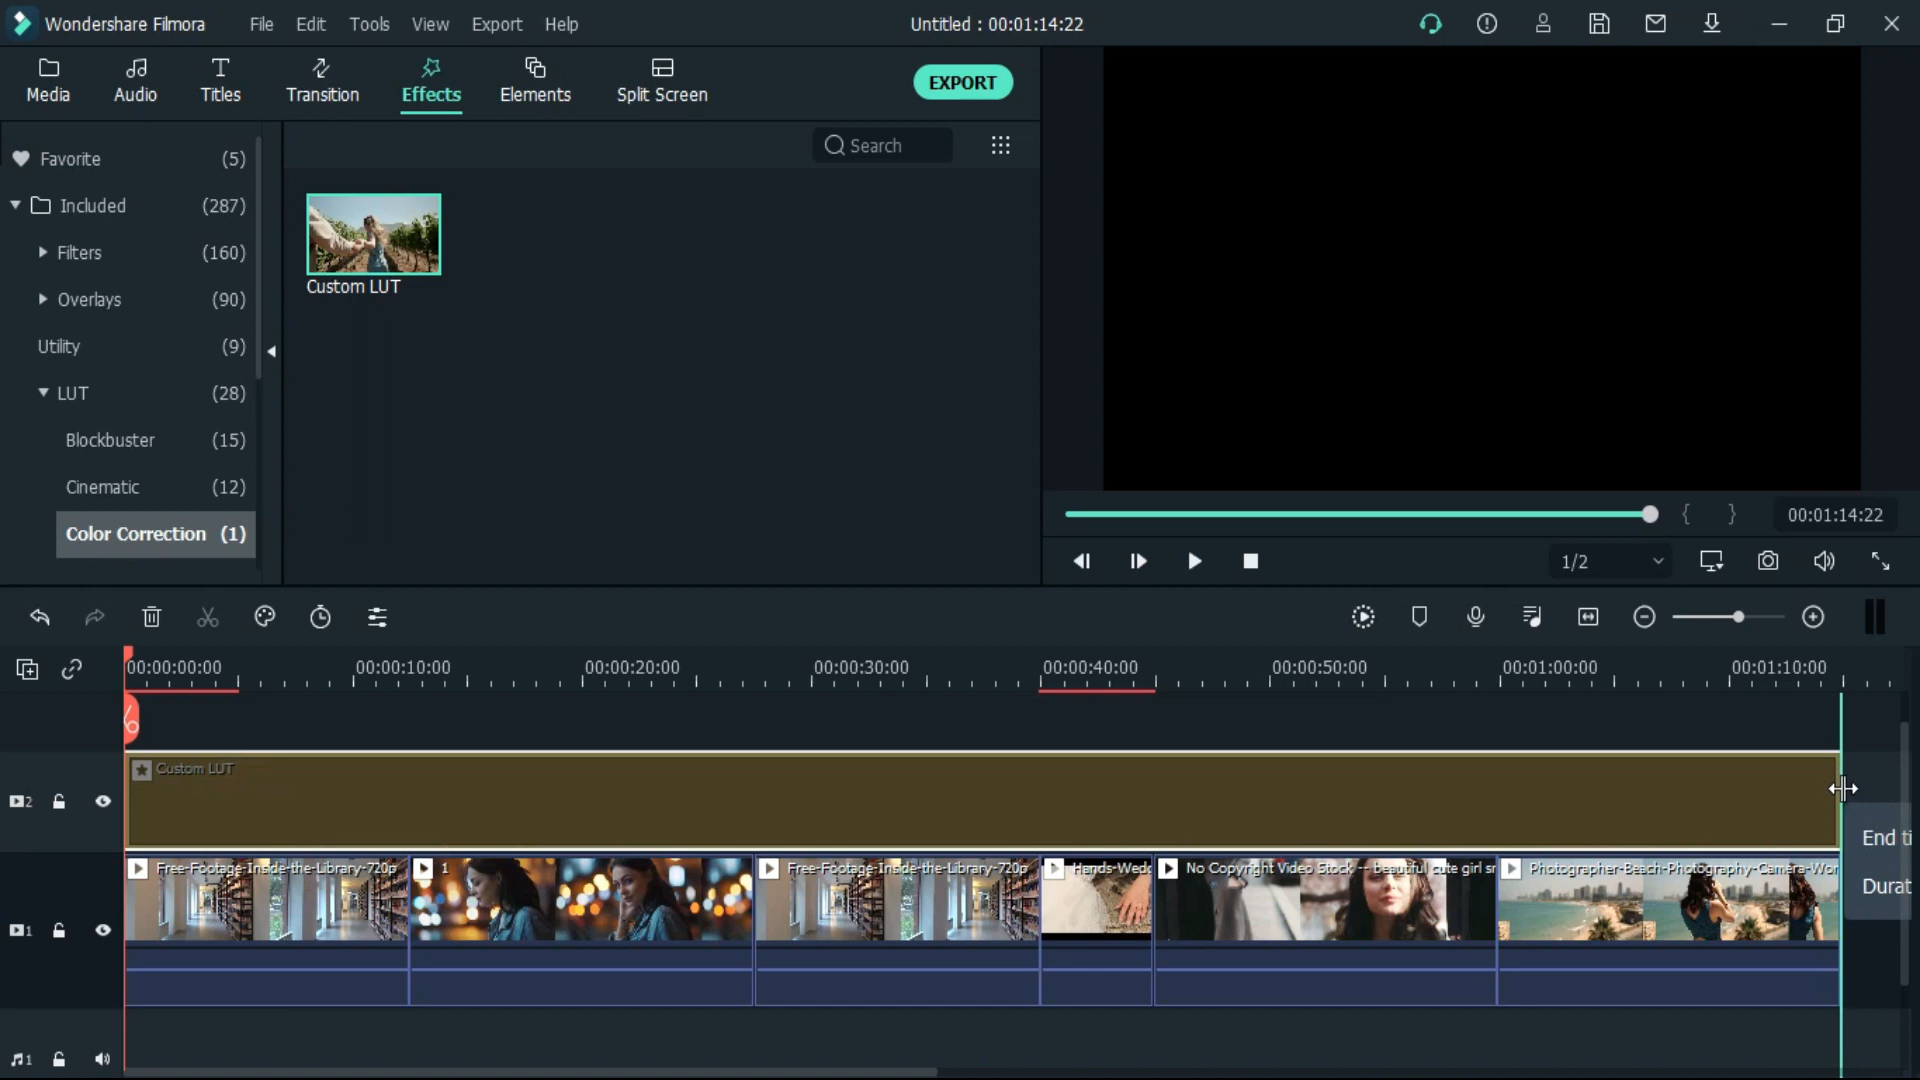 Wondershare Filmora File Edit Tools View Export Help Untitled : 00:01:14:22
Media Audio Titles Transition Effects Elements Split Screen EXPORT
Search
Favorite (5)
Included (287)
Filters (160)
Overlays (90)
Utility (9)
LUT (28)
Blockbuster (15)
Cinematic (12)
Color Correction (1)
Custom LUT
00:01:14:22
1/2
00:00:00:00 00:00:10:00 00:00:20:00 00:00:30:00 00:00:40:00 00:00:50:00 00:01:00:00 00:01:10:00
Custom LUT
2
End ti
Durat
Free-Footage-Inside-the-Library-720p 1 Free-Footage-Inside-the-Library-720p Hands-Wedd No Copyright Video Stock -- beautiful cute girl sr Photographer-Beach-Photography-Camera-Wor
1
1